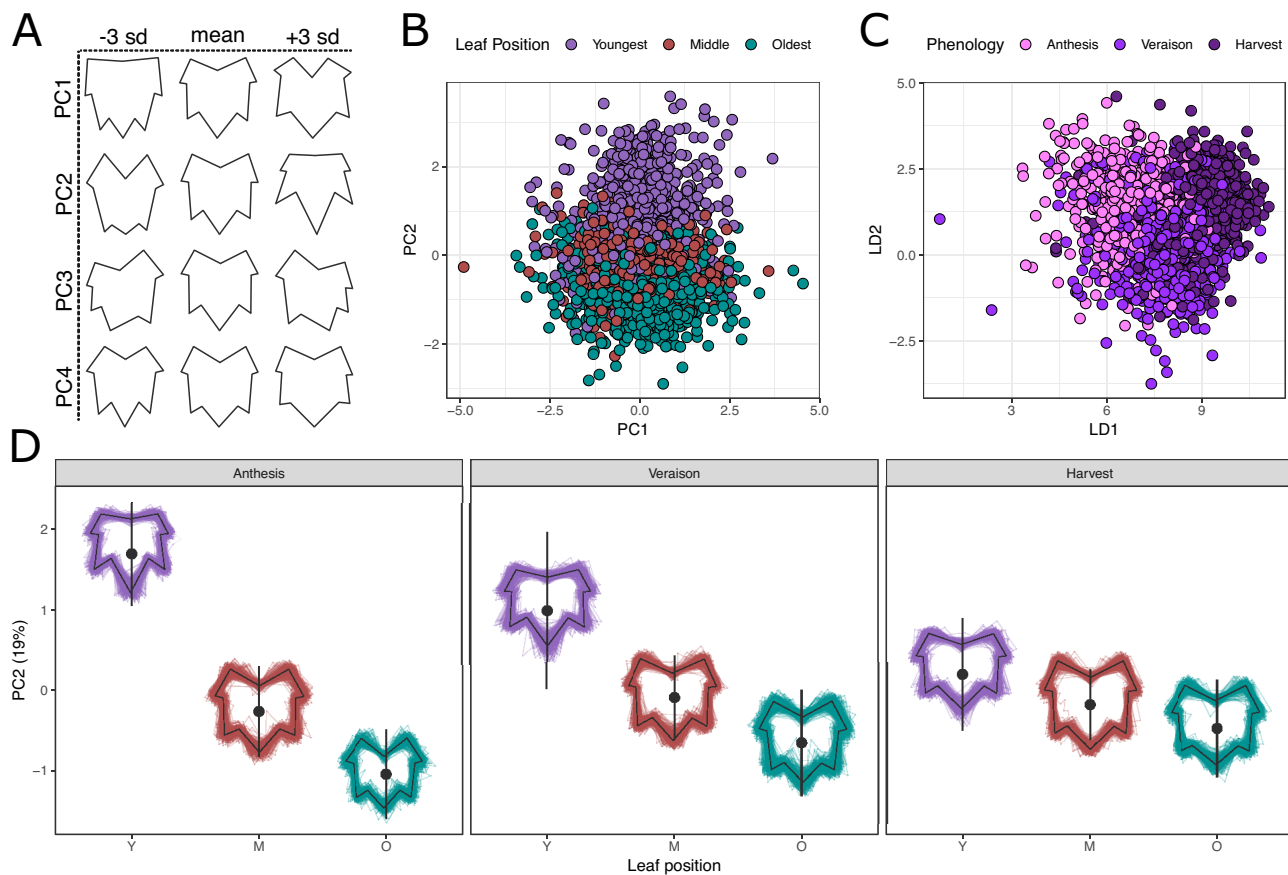 A
-3 sd mean +3 sd
PC1
PC2
PC3
PC4
B
Leaf Position Youngest Middle Oldest
2
0
−2
PC2
−5.0 −2.5 0.0 2.5 5.0
PC1
C
Phenology Anthesis Veraison Harvest
5.0
2.5
0.0
−2.5
LD2
3 6 9
LD1
D
Anthesis Veraison Harvest
2
1
0
−1
PC2 (19%)
Y M O Y M O Y M O
Leaf position